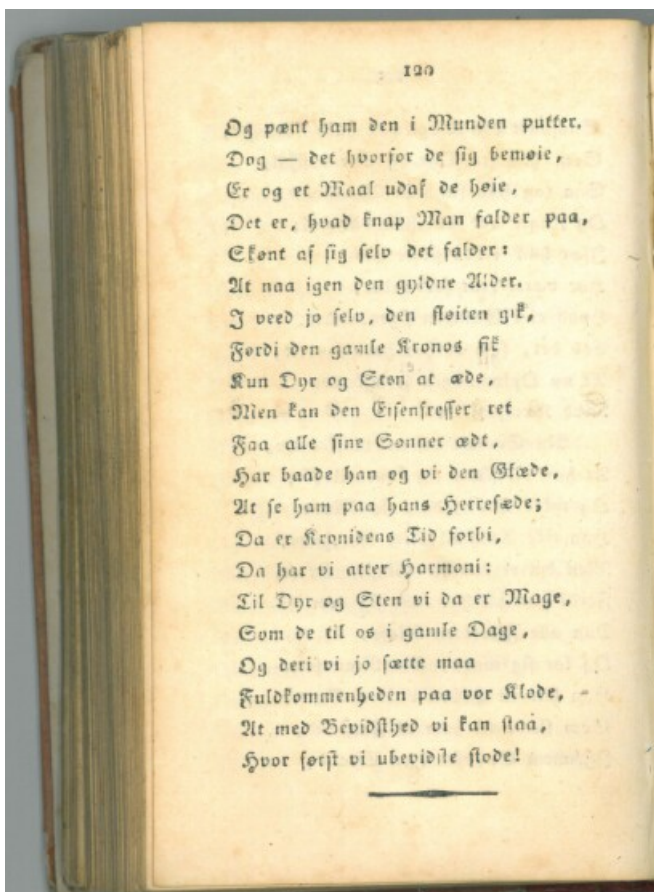 120
Og pænt ham den i Munden putter.
Dog — det hvorfor de sig bemøie,
Er og et Maal udaf de høie,
Det er, hvad knap Man falder paa,
Skønt af sig selv det falder:
At naa igen den gyldne Alder.
I veed jo selv, den fløiten gik,
Fordi den gamle Kronos fik
Kun Dyr og Sten at æde,
Men kan den Eisenfresser ret
Faa alle sine Sønner ædt,
Har baade han og vi den Glæde,
At se ham paa hans Herresæde;
Da er Kronidens Tid forbi,
Da har vi atter Harmoni:
Til Dyr og Sten vi da er Mage,
Som de til os i gamle Dage,
Og deri vi jo sætte maa
Fuldkommenheden paa vor Klode,
At med Bevidsthed vi kan staa,
Hvor først vi ubevidste stode!